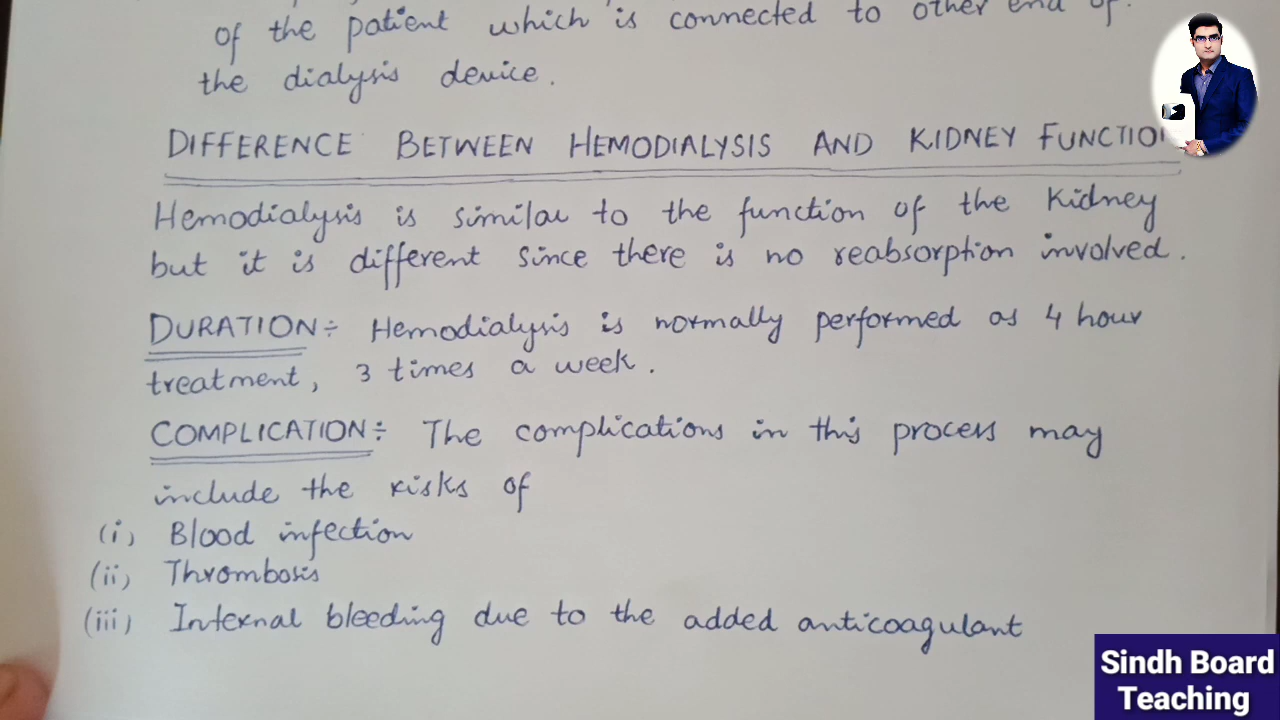 of the patient which is connected to other end of
the dialysis device.
DIFFERENCE BETWEEN HEMODIALYSIS AND KIDNEY FUNCTIO
Hemodialysis is similar to the function of the Kidney
but it is different since there is no reabsorption involved.
DURATION:- Hemodialysis is normally performed as 4 hour
treatment, 3 times a week.
COMPLICATION:- The complications in this process may
include the risks of
(i) Blood infection
(ii) Thrombosis
(iii) Internal bleeding due to the added anticoagulant
Sindh Board
Teaching